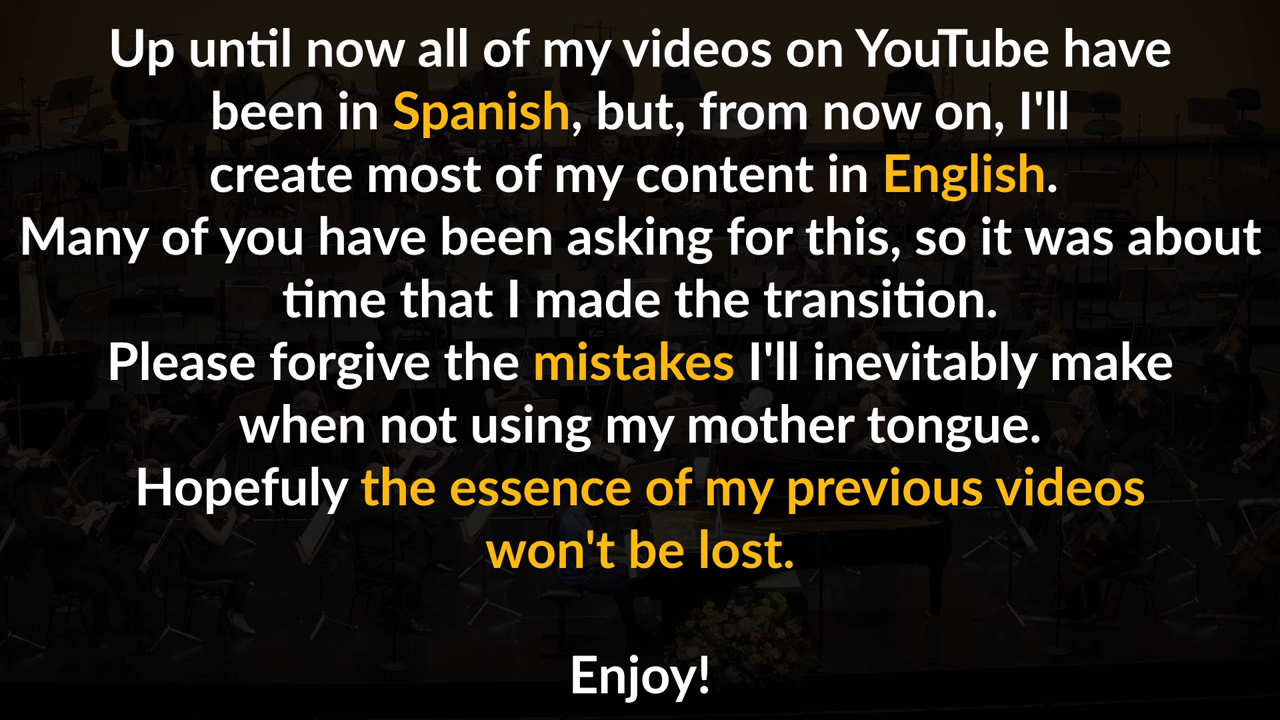 Up until now all of my videos on YouTube have
been in Spanish, but, from now on, I'll
create most of my content in English.
Many of you have been asking for this, so it was about
time that I made the transition.
Please forgive the mistakes I'll inevitably make
when not using my mother tongue.
Hopefuly the essence of my previous videos
won't be lost.
Enjoy!